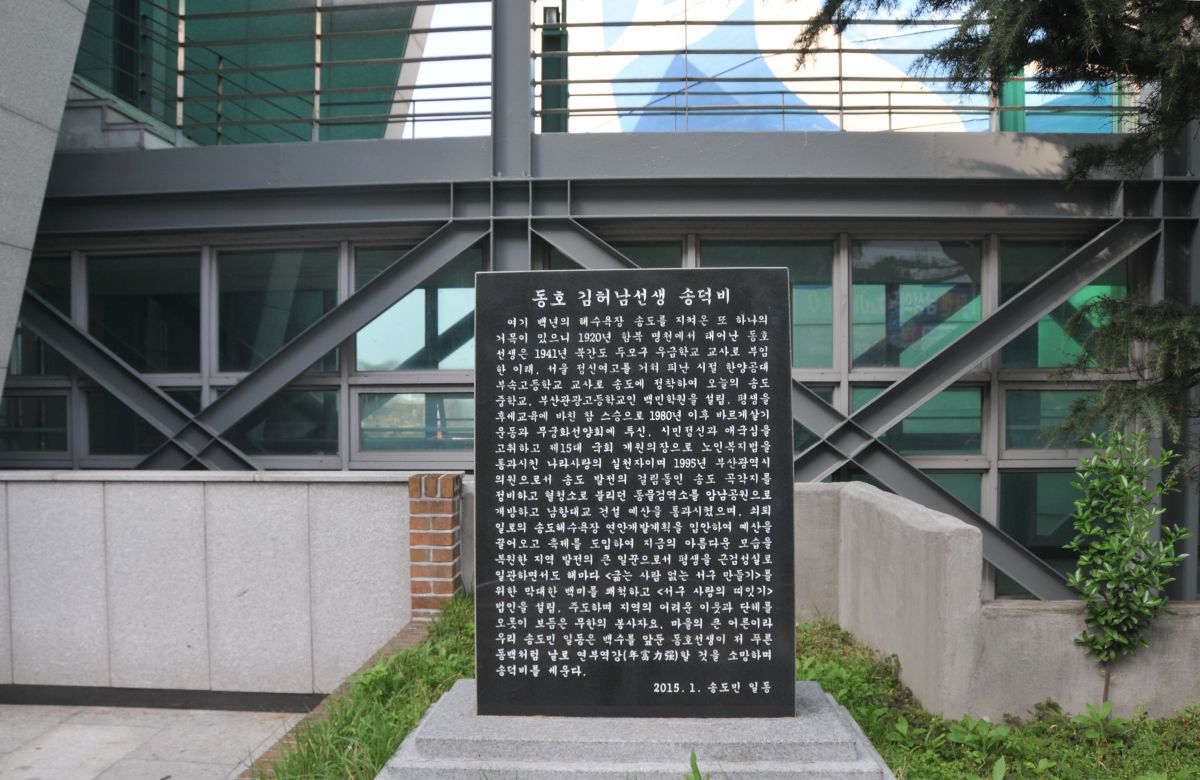 동호 김허남선생 송덕비
여기 백년의 해수욕장 송도를 지켜온 또 하나의
거목이 있으니 1920년 함북 명천에서 태어난 동호
선생은 1941년 북간도 두모구 우급학교 교사로 부임
한 이래, 서울 정신여고를 거쳐 피난 시절 한양공대
부속고등학교 교사로 송도에 정착하여 오늘의 송도
중학교, 부산관광고등학교인 백민학원을 설립, 평생을
후세교육에 바친 참 스승으로 1980년 이후 바르게살기
운동과 무궁화선양회에 투신, 시민정신과 애국심을
고취하고 제15대 국회 개원의장으로 노인복지법을
통과시킨 나라사랑의 실천자이며 1995년 부산광역시
의원으로서 송도 발전의 걸림돌인 송도 곡각지를
정비하고 혈청소로 불리던 동물검역소를 암남공원으로
개방하고 남항대교 건설 예산을 통과시켰으며, 쇠퇴
일로의 송도해수욕장 연안개발계획을 입안하여 예산을
끌어오고 축제를 도입하여 지금의 아름다운 모습을
복원한 지역 발전의 큰 일꾼으로서 평생을 근검성실로
일관하면서도 해마다 <굶는 사람 없는 서구 만들기>를
위한 막대한 백미를 쾌척하고 <서구 사랑의 띠잇기>
법인을 설립, 주도하며 지역의 어려운 이웃과 단체를
오롯이 보듬은 무한의 봉사자요, 마을의 큰 어른이라
우리 송도민 일동은 백수를 앞둔 동호선생이 저 푸른
동백처럼 날로 연부역강(年富力强)할 것을 소망하며
송덕비를 세운다.
2015. 1. 송도민 일동